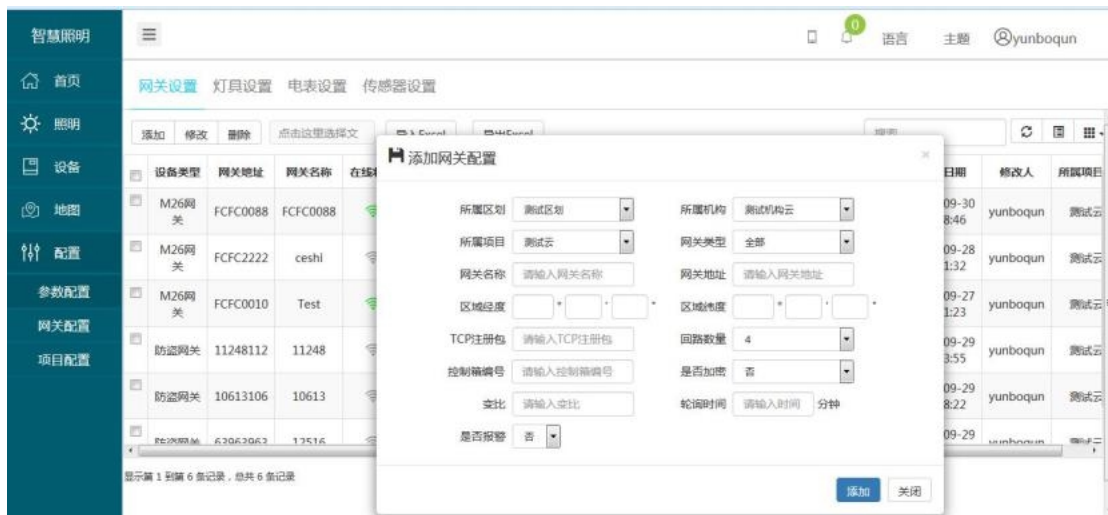 智慧照明
0
语言 主题 yunboqun
首页
照明
设备
地图
配置
参数配置
网关配置
项目配置
网关设置 灯具设置 电表设置 传感器设置
添加 修改 删除 点击这里选择文
搜索
设备类型 网关地址 网关名称 在线 日期 修改人 所属项目
M26网关 FCFC0088 FCFC0088 09-30 8:46 yunboqun 测试云
M26网关 FCFC2222 ceshi 09-28 1:32 yunboqun 测试云
M26网关 FCFC0010 Test 09-27 1:23 yunboqun 测试云
防盗网关 11248112 11248 09-29 3:55 yunboqun 测试云
防盗网关 10613106 10613 09-29 8:22 yunboqun 测试云
防盗网关 63963963 12516 09-29 yunboqun
显示第 1 到第 6 条记录，总共 6 条记录
添加网关配置 ×
所属区划 测试区划 所属机构 测试机构云
所属项目 测试云 网关类型 全部
网关名称 请输入网关名称 网关地址 请输入网关地址
区域经度 ° ' " 区域纬度 ° ' "
TCP注册包 请输入TCP注册包 回路数量 4
控制箱编号 请输入控制箱编号 是否加密 否
变比 请输入变比 轮询时间 请输入时间 分钟
是否报警 否
添加 关闭